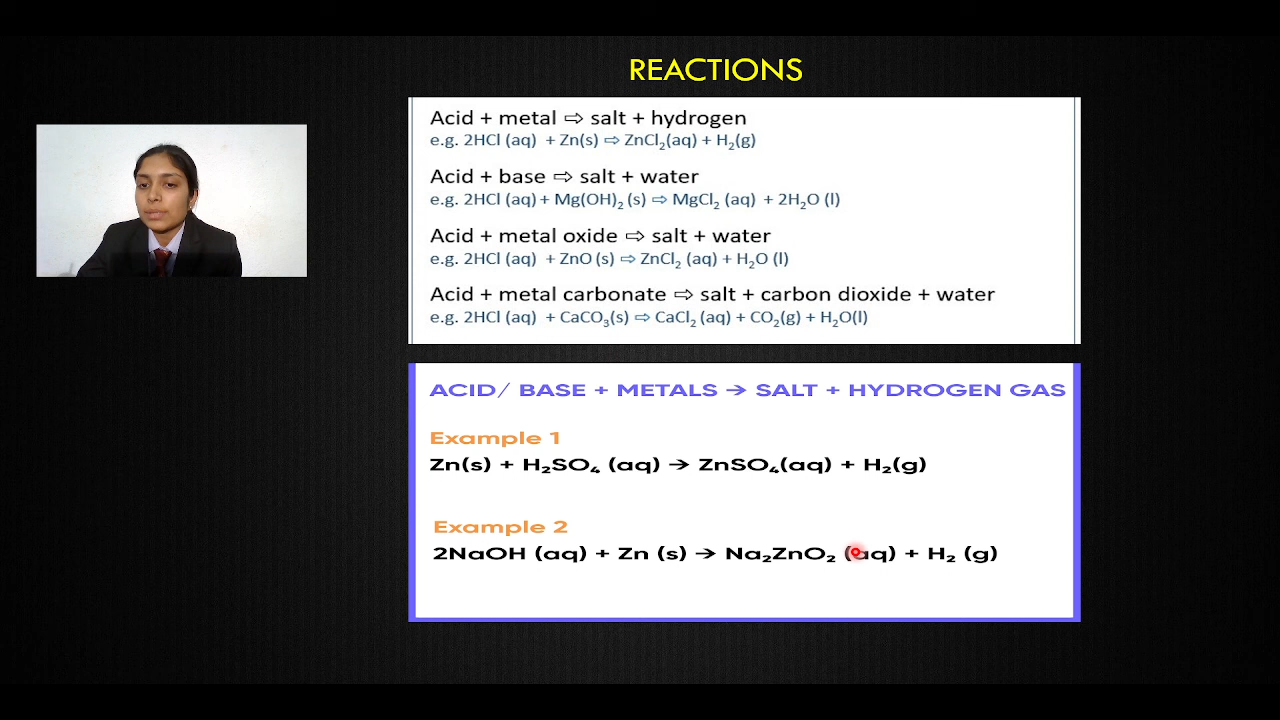 REACTIONS
Acid + metal ⇨ salt + hydrogen
e.g. 2HCl (aq) + Zn(s) ⇨ ZnCl₂(aq) + H₂(g)
Acid + base ⇨ salt + water
e.g. 2HCl (aq) + Mg(OH)₂ (s) ⇨ MgCl₂ (aq) + 2H₂O (l)
Acid + metal oxide ⇨ salt + water
e.g. 2HCl (aq) + ZnO (s) ⇨ ZnCl₂ (aq) + H₂O (l)
Acid + metal carbonate ⇨ salt + carbon dioxide + water
e.g. 2HCl (aq) + CaCO₃(s) ⇨ CaCl₂ (aq) + CO₂(g) + H₂O(l)
ACID/ BASE + METALS → SALT + HYDROGEN GAS
Example 1
Zn(s) + H₂SO₄ (aq) → ZnSO₄(aq) + H₂(g)
Example 2
2NaOH (aq) + Zn (s) → Na₂ZnO₂ (aq) + H₂ (g)